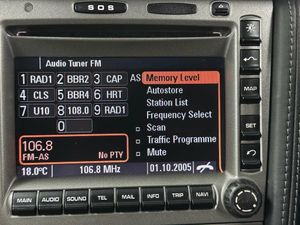 SOS
Audio Tuner FM
1 RAD1 2 BBR2 3 CAP AS Memory Level
4 CLS 5 BBR4 6 HRT Autostore
7 U10 8 108.0 9 RAD1 Station List
0 Frequency Select
Scan
Traffic Programme
Mute
106.8
FM-AS No PTY
18.0°C 106.8 MHz 01.10.2005
MAP
SET
MAIN AUDIO SOUND TEL MAIL INFO TRIP NAVI